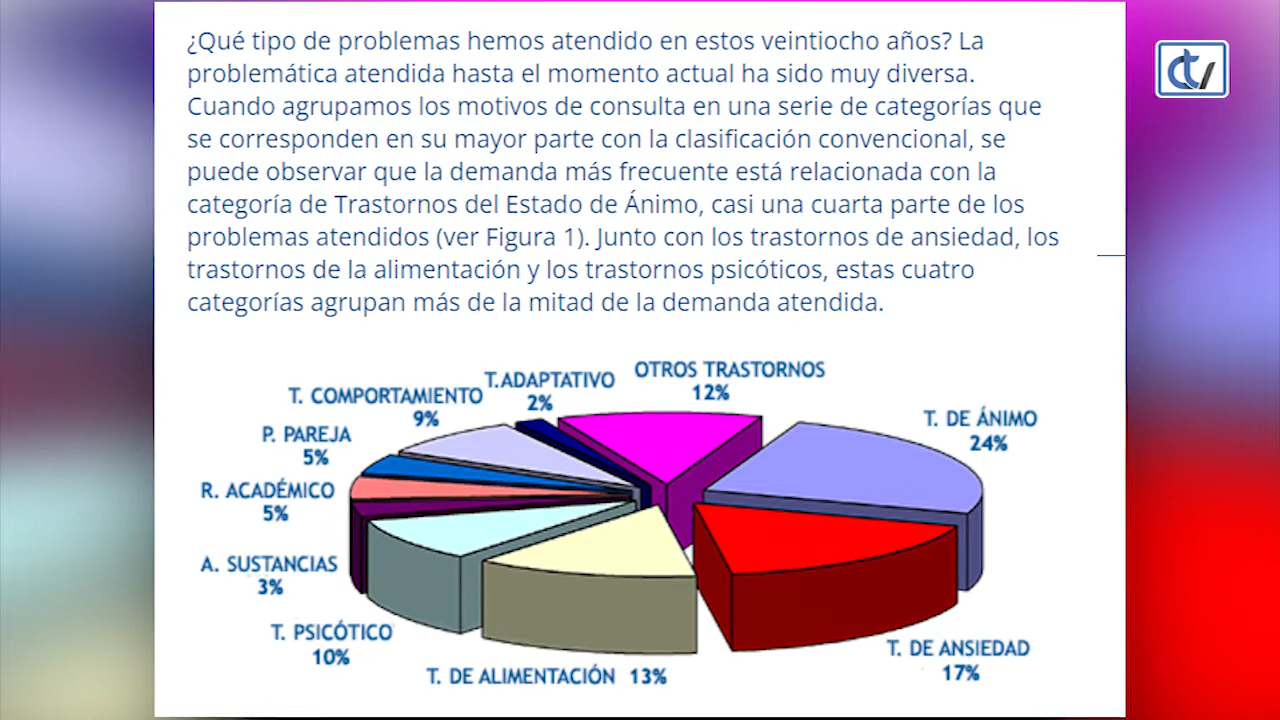 ¿Qué tipo de problemas hemos atendido en estos veintiocho años? La
problemática atendida hasta el momento actual ha sido muy diversa.
Cuando agrupamos los motivos de consulta en una serie de categorías que
se corresponden en su mayor parte con la clasificación convencional, se
puede observar que la demanda más frecuente está relacionada con la
categoría de Trastornos del Estado de Ánimo, casi una cuarta parte de los
problemas atendidos (ver Figura 1). Junto con los trastornos de ansiedad, los
trastornos de la alimentación y los trastornos psicóticos, estas cuatro
categorías agrupan más de la mitad de la demanda atendida.
OTROS TRASTORNOS
12%
T.ADAPTATIVO
2%
T. COMPORTAMIENTO
9%
P. PAREJA
5%
R. ACADÉMICO
5%
A. SUSTANCIAS
3%
T. PSICÓTICO
10%
T. DE ALIMENTACIÓN 13%
T. DE ANSIEDAD
17%
T. DE ÁNIMO
24%
ctv